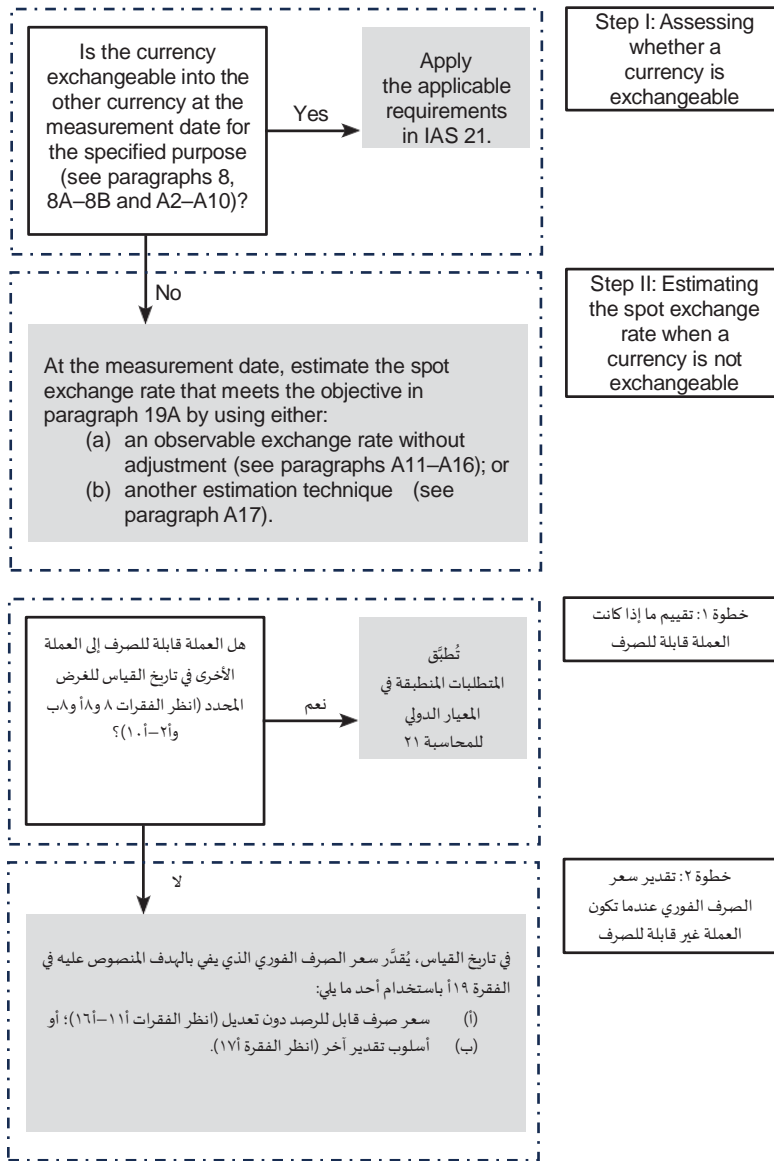 Is the currency
exchangeable into the
other currency at the
measurement date for
the specified purpose
(see paragraphs 8,
8A–8B and A2–A10)?
Yes
Apply
the applicable
requirements
in IAS 21.
Step I: Assessing
whether a
currency is
exchangeable
No
At the measurement date, estimate the spot
exchange rate that meets the objective in
paragraph 19A by using either:
(a) an observable exchange rate without
adjustment (see paragraphs A11–A16); or
(b) another estimation technique (see
paragraph A17).
Step II: Estimating
the spot exchange
rate when a
currency is not
exchangeable
هل العملة قابلة للصرف إلى العملة
الأخرى في تاريخ القياس للغرض
المحدد (انظر الفقرات ٨ و٨أ و٨ب
وأ٢–أ١٠)؟
نعم
تُطبَّق
المتطلبات المنطبقة في
المعيار الدولي
للمحاسبة ٢١
خطوة ١: تقييم ما إذا كانت
العملة قابلة للصرف
لا
في تاريخ القياس، يُقدَّر سعر الصرف الفوري الذي يفي بالهدف المنصوص عليه في
الفقرة ١٩أ باستخدام أحد ما يلي:
(أ) سعر صرف قابل للرصد دون تعديل (انظر الفقرات أ١١–أ١٦)؛ أو
(ب) أسلوب تقدير آخر (انظر الفقرة أ١٧).
خطوة ٢: تقدير سعر
الصرف الفوري عندما تكون
العملة غير قابلة للصرف